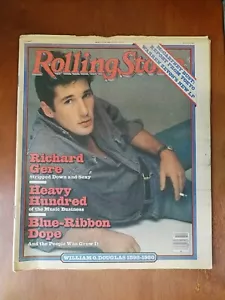 Rolling Stone
Richard
Gere
Stripped Down and Sexy
Heavy
Hundred
of the Music Business
Blue-Ribbon
Dope
And the People Who Grow It
WILLIAM O. DOUGLAS 1898-1980